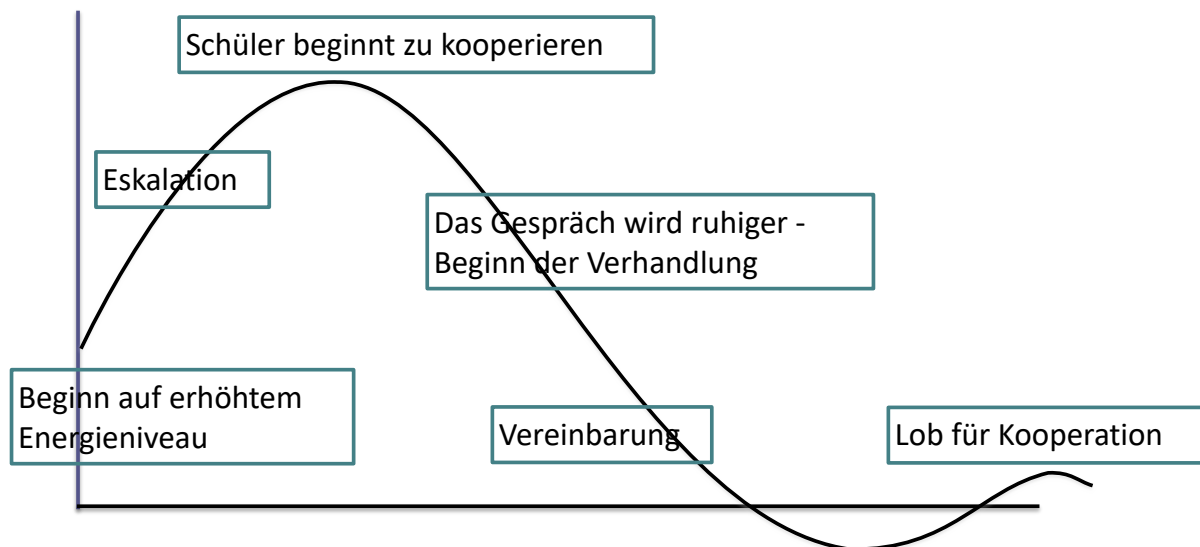 Schüler beginnt zu kooperieren
Eskalation
Das Gespräch wird ruhiger -
Beginn der Verhandlung
Beginn auf erhöhtem
Energieniveau
Vereinbarung
Lob für Kooperation